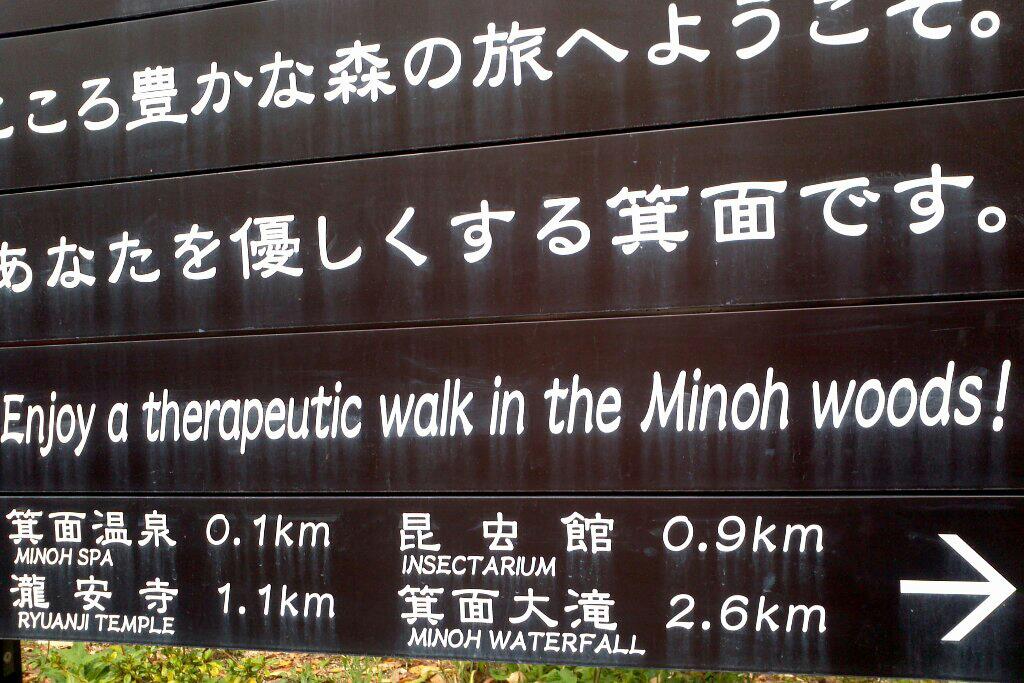 こころ豊かな森の旅へようこそ。
あなたを優しくする箕面です。
Enjoy a therapeutic walk in the Minoh woods!
箕面温泉 0.1km 昆虫館 0.9km
MINOH SPA INSECTARIUM
瀧安寺 1.1km 箕面大滝 2.6km
RYUANJI TEMPLE MINOH WATERFALL